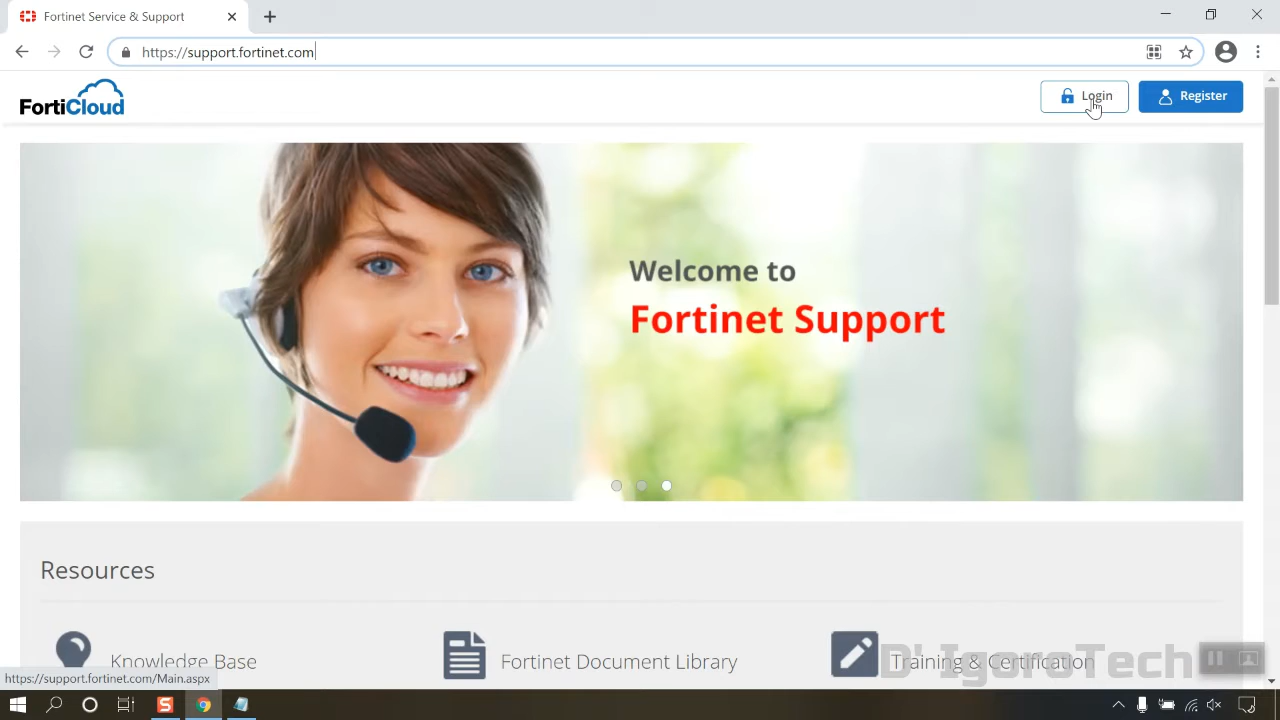 Fortinet Service & Support
https://support.fortinet.com
FortiCloud
Login
Register
Welcome to
Fortinet Support
Resources
Knowledge Base
Fortinet Document Library
Training & Certification
D' IgoroTech
https://support.fortinet.com/Main.aspx